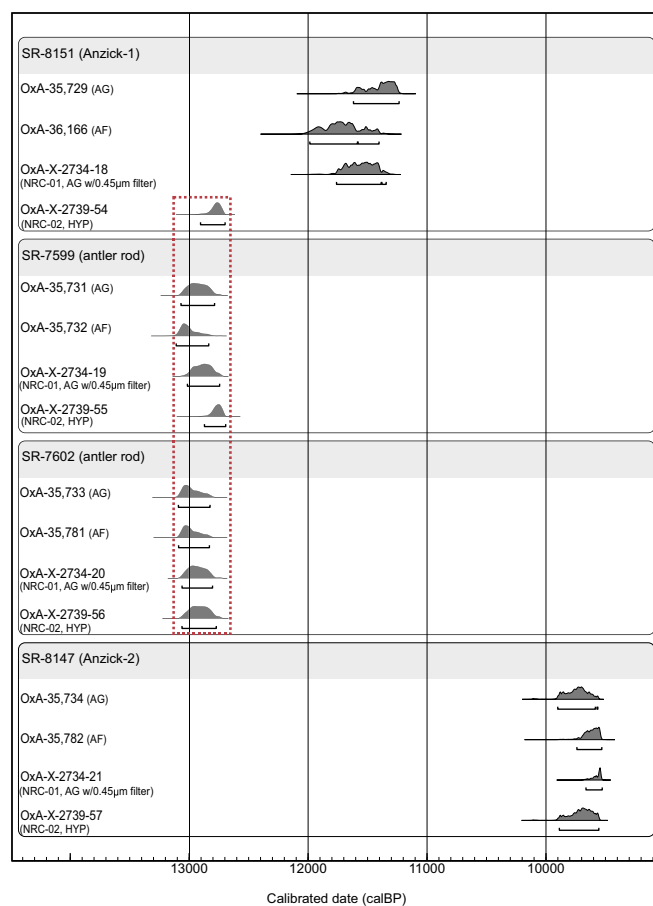 SR-8151 (Anzick-1)
OxA-35,729 (AG)
OxA-36,166 (AF)
OxA-X-2734-18
(NRC-01, AG w/0.45µm filter)
OxA-X-2739-54
(NRC-02, HYP)
SR-7599 (antler rod)
OxA-35,731 (AG)
OxA-35,732 (AF)
OxA-X-2734-19
(NRC-01, AG w/0.45µm filter)
OxA-X-2739-55
(NRC-02, HYP)
SR-7602 (antler rod)
OxA-35,733 (AG)
OxA-35,781 (AF)
OxA-X-2734-20
(NRC-01, AG w/0.45µm filter)
OxA-X-2739-56
(NRC-02, HYP)
SR-8147 (Anzick-2)
OxA-35,734 (AG)
OxA-35,782 (AF)
OxA-X-2734-21
(NRC-01, AG w/0.45µm filter)
OxA-X-2739-57
(NRC-02, HYP)
13000 12000 11000 10000
Calibrated date (calBP)